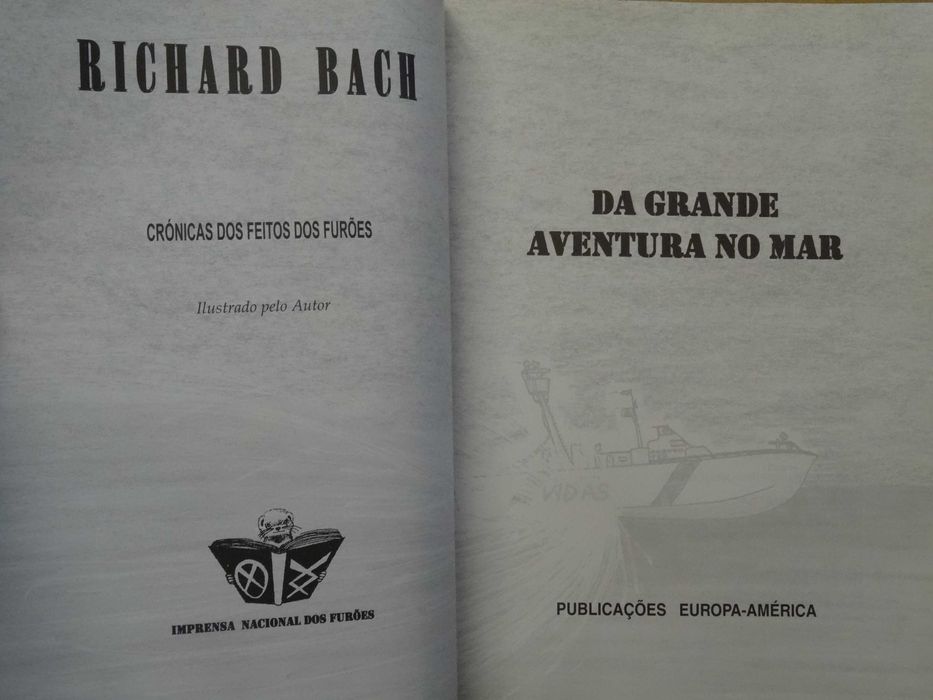 RICHARD BACH
CRÓNICAS DOS FEITOS DOS FURÕES
Ilustrado pelo Autor
IMPRENSA NACIONAL DOS FURÕES
DA GRANDE
AVENTURA NO MAR
VIDAS
PUBLICAÇÕES EUROPA-AMÉRICA